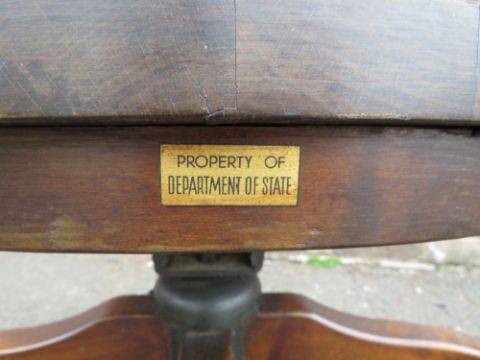 PROPERTY OF
DEPARTMENT OF STATE